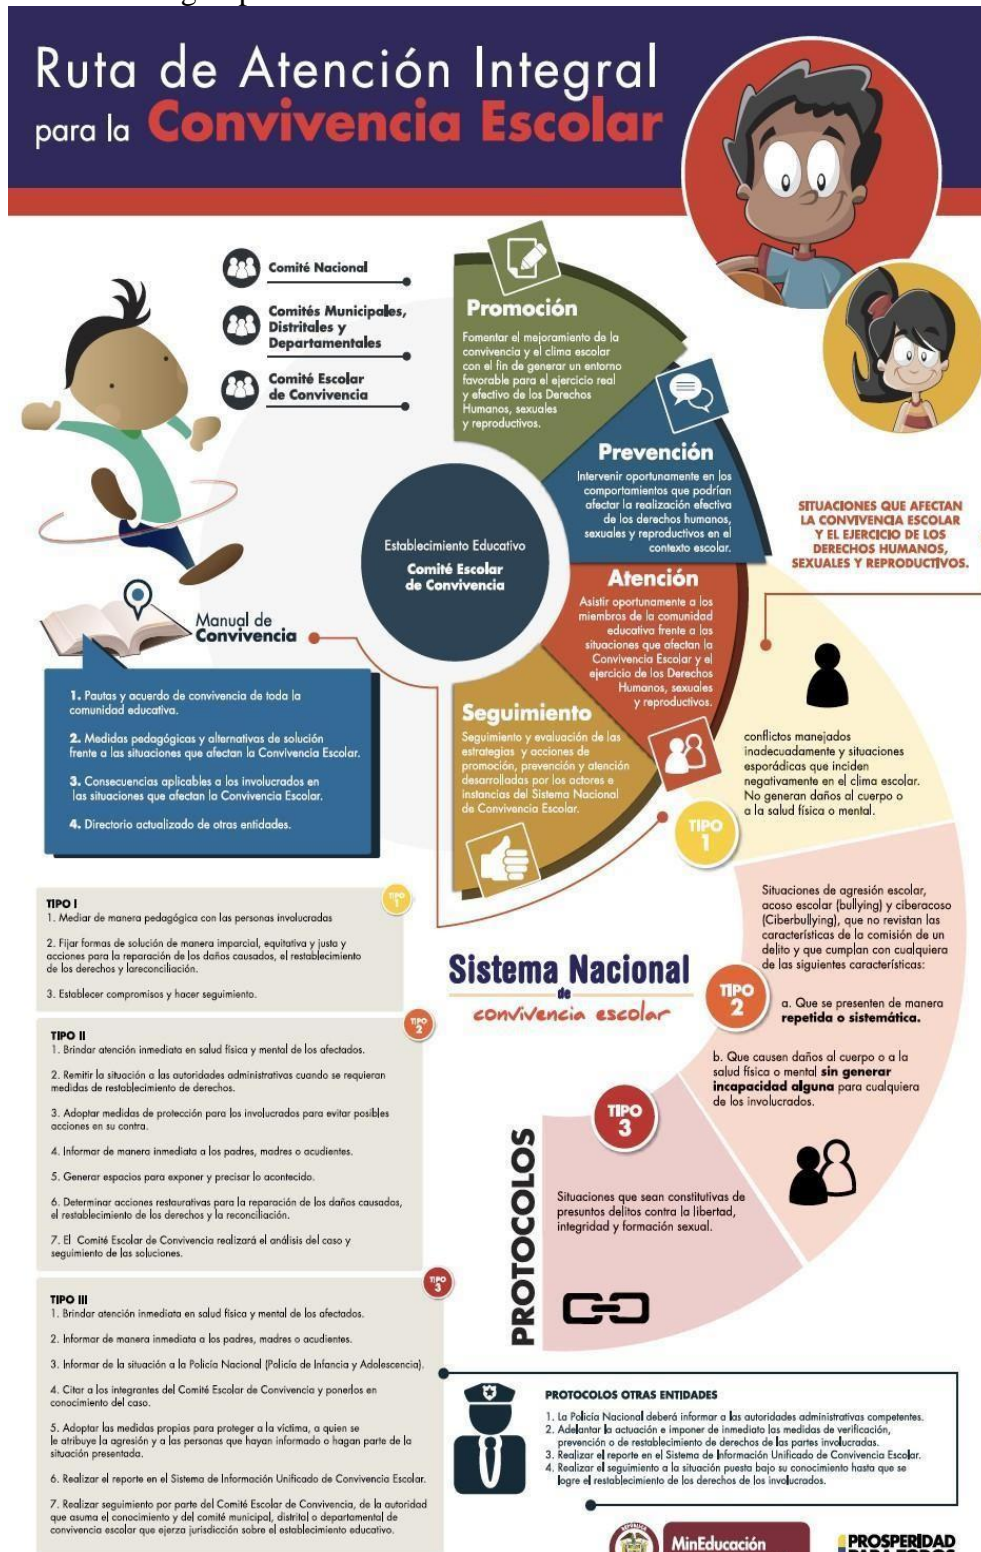 Ruta de Atención Integral
para la Convivencia Escolar
Comité Nacional
Comités Municipales,
Distritales y
Departamentales
Comité Escolar
de Convivencia
Promoción
Fomentar el mejoramiento de la
convivencia y el clima escolar
con el fin de generar un entorno
favorable para el ejercicio real
y efectivo de los Derechos
Humanos, sexuales
y reproductivos.
Prevención
Intervenir oportunamente en los
comportamientos que podrían
afectar la realización efectiva
de los derechos humanos,
sexuales y reproductivos en el
contexto escolar.
SITUACIONES QUE AFECTAN
LA CONVIVENCIA ESCOLAR
Y EL EJERCICIO DE LOS
DERECHOS HUMANOS,
SEXUALES Y REPRODUCTIVOS.
Establecimiento Educativo
Comité Escolar
de Convivencia
Atención
Asistir oportunamente a los
miembros de la comunidad
educativa frente a las
situaciones que afectan la
Convivencia Escolar y el
ejercicio de los Derechos
Humanos, sexuales
y reproductivos.
Manual de
Convivencia
1. Pautas y acuerdo de convivencia de toda la
comunidad educativa.
2. Medidas pedagógicas y alternativas de solución
frente a las situaciones que afectan la Convivencia Escolar.
3. Consecuencias aplicables a los involucrados en
las situaciones que afectan la Convivencia Escolar.
4. Directorio actualizado de otras entidades.
Seguimiento
Seguimiento y evaluación de las
estrategias y acciones de
promoción, prevención y atención
desarrolladas por los actores e
instancias del Sistema Nacional
de Convivencia Escolar.
TIPO
1
conflictos manejados
inadecuadamente y situaciones
esporádicas que inciden
negativamente en el clima escolar.
No generan daños al cuerpo o
a la salud física o mental.
TIPO
1
TIPO I
1. Mediar de manera pedagógica con las personas involucradas
2. Fijar formas de solución de manera imparcial, equitativa y justa y
acciones para la reparación de los daños causados, el restablecimiento
de los derechos y lareconciliación.
3. Establecer compromisos y hacer seguimiento.
Sistema Nacional
de
convivencia escolar
TIPO
2
Situaciones de agresión escolar,
acoso escolar (bullying) y ciberacoso
(Ciberbullying), que no revistan las
características de la comisión de un
delito y que cumplan con cualquiera
de las siguientes características:
a. Que se presenten de manera
repetida o sistemática.
b. Que causen daños al cuerpo o a la
salud física o mental sin generar
incapacidad alguna para cualquiera
de los involucrados.
TIPO
2
TIPO II
1. Brindar atención inmediata en salud física y mental de los afectados.
2. Remitir la situación a las autoridades administrativas cuando se requieran
medidas de restablecimiento de derechos.
3. Adoptar medidas de protección para los involucrados para evitar posibles
acciones en su contra.
4. Informar de manera inmediata a los padres, madres o acudientes.
5. Generar espacios para exponer y precisar lo acontecido.
6. Determinar acciones restaurativas para la reparación de los daños causados,
el restablecimiento de los derechos y la reconciliación.
7. El Comité Escolar de Convivencia realizará el análisis del caso y
seguimiento de las soluciones.
PROTOCOLOS
TIPO
3
Situaciones que sean constitutivas de
presuntos delitos contra la libertad,
integridad y formación sexual.
TIPO
3
TIPO III
1. Brindar atención inmediata en salud física y mental de los afectados.
2. Informar de manera inmediata a los padres, madres o acudientes.
3. Informar de la situación a la Policía Nacional (Policía de Infancia y Adolescencia).
4. Citar a los integrantes del Comité Escolar de Convivencia y ponerlos en
conocimiento del caso.
5. Adoptar las medidas propias para proteger a la víctima, a quien se
le atribuye la agresión y a las personas que hayan informado o hagan parte de la
situación presentada.
6. Realizar el reporte en el Sistema de Información Unificado de Convivencia Escolar.
7. Realizar seguimiento por parte del Comité Escolar de Convivencia, de la autoridad
que asuma el conocimiento y del comité municipal, distrital o departamental de
convivencia escolar que ejerza jurisdicción sobre el establecimiento educativo.
PROTOCOLOS OTRAS ENTIDADES
1. La Policía Nacional deberá informar a las autoridades administrativas competentes.
2. Adelantar la actuación e imponer de inmediato las medidas de verificación,
prevención o de restablecimiento de derechos de las partes involucradas.
3. Realizar el reporte en el Sistema de Información Unificado de Convivencia Escolar.
4. Realizar el seguimiento a la situación puesta bajo su conocimiento hasta que se
logre el restablecimiento de los derechos de los involucrados.
MinEducación
PROSPERIDAD
PARA TODOS